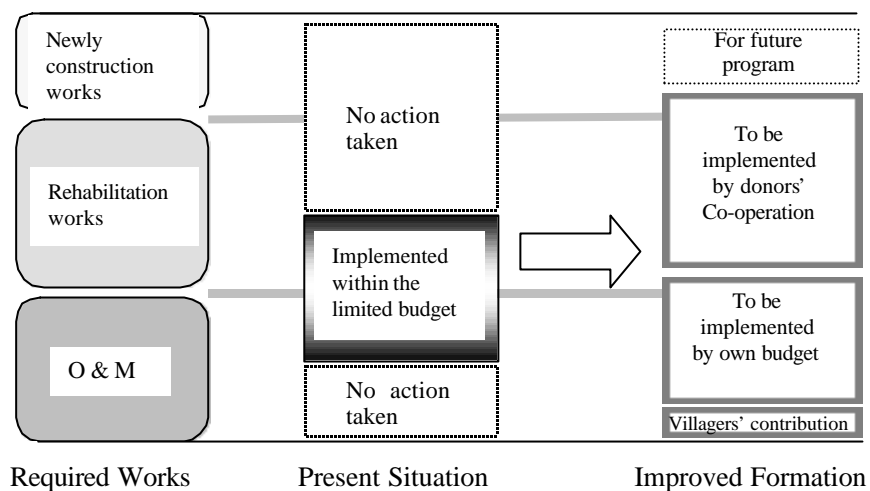 Newly
construction
works
Rehabilitation
works
O & M
No action
taken
Implemented
within the
limited budget
No action
taken
For future
program
To be
implemented
by donors’
Co-operation
To be
implemented
by own budget
Villagers’ contribution
Required Works
Present Situation
Improved Formation